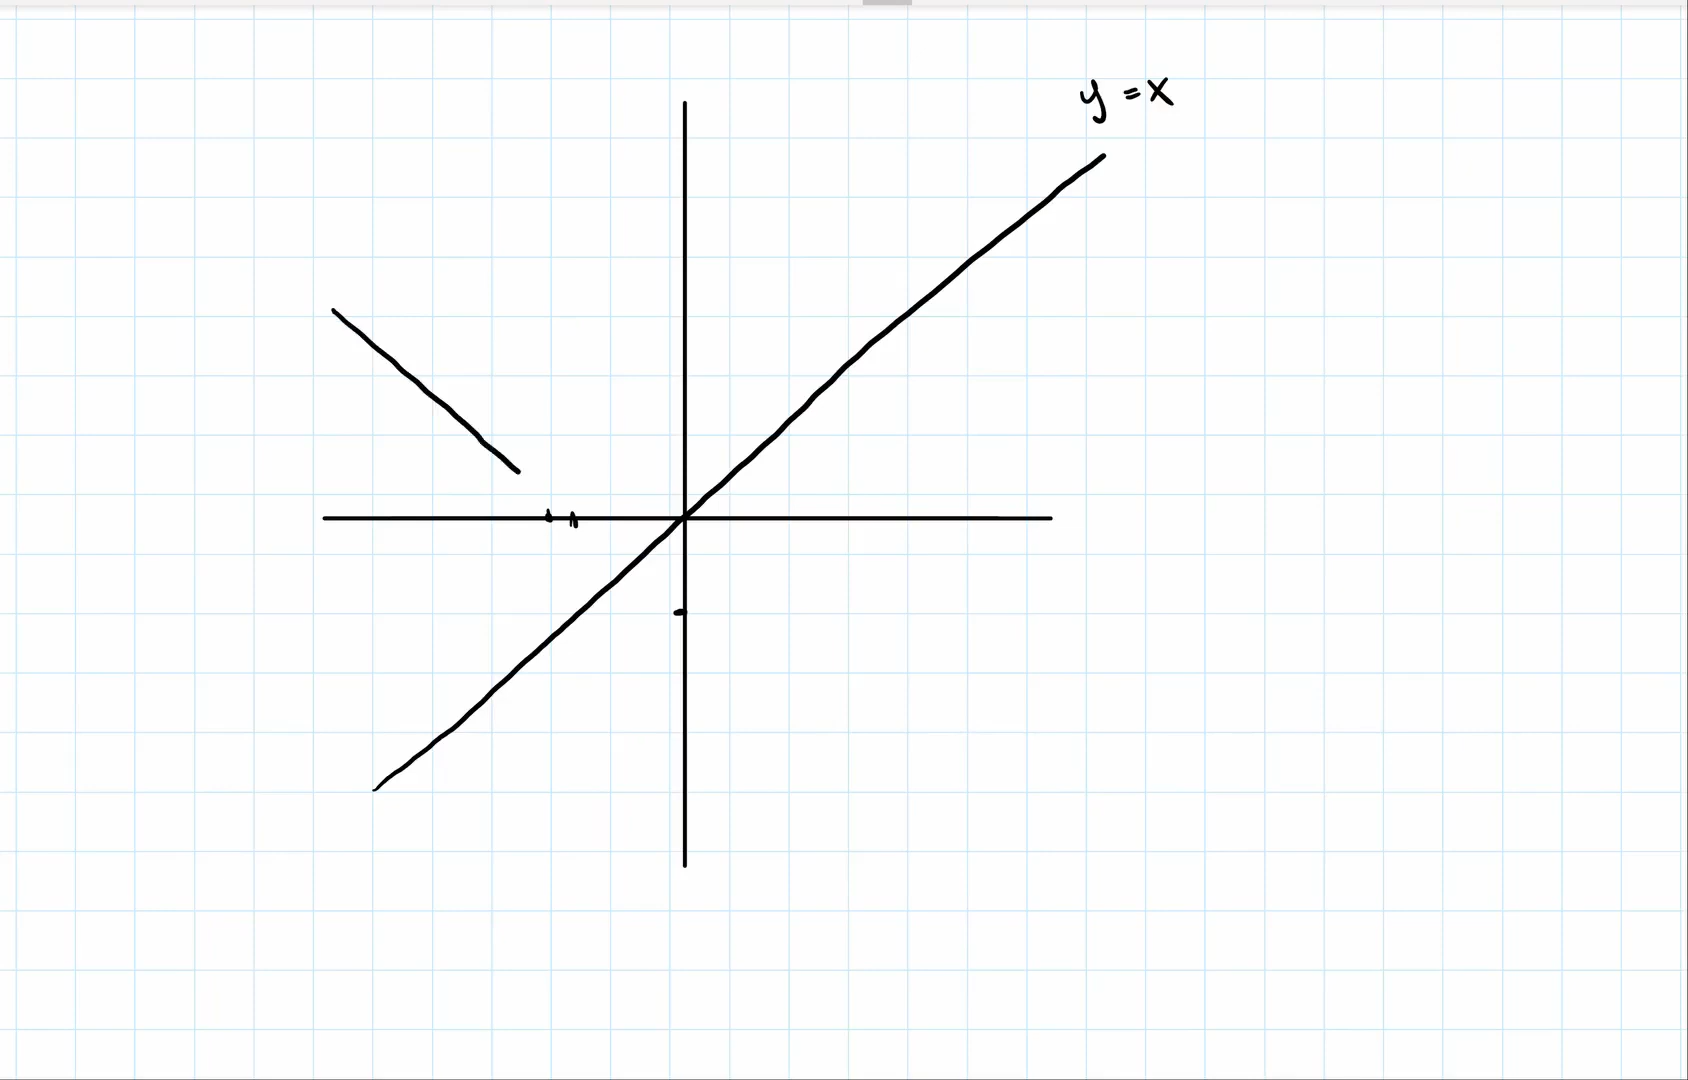 y = x